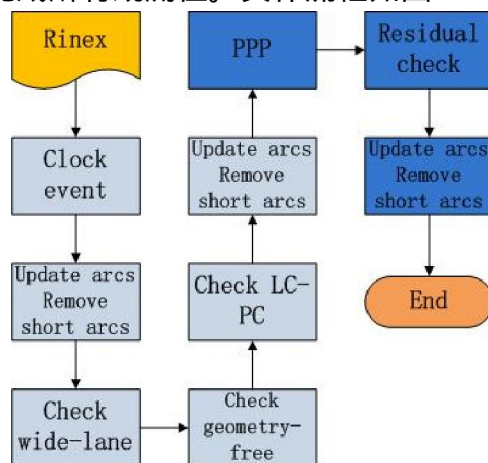 Rinex
Clock
event
Update arcs
Remove
short arcs
Check
wide-lane
Check
geometry-
free
Check LC-
PC
Update arcs
Remove
short arcs
PPP
Residual
check
Update arcs
Remove
short arcs
End